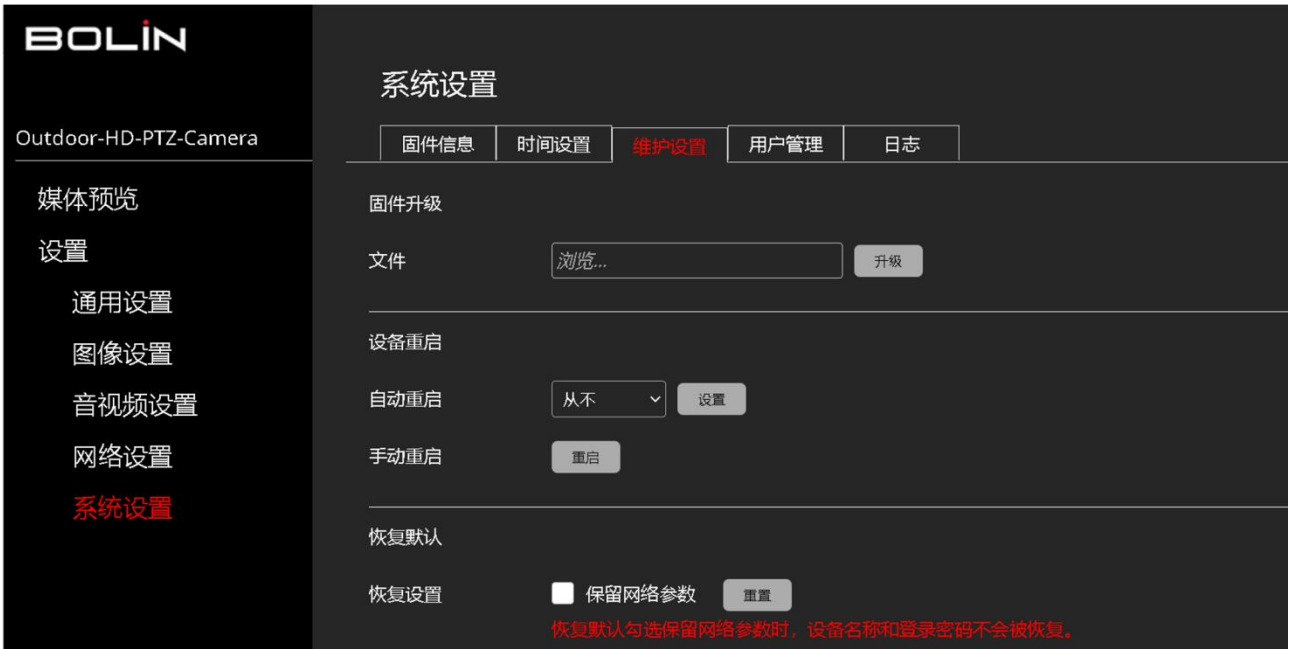 BOLIN
Outdoor-HD-PTZ-Camera
媒体预览
设置
通用设置
图像设置
音视频设置
网络设置
系统设置
系统设置
固件信息 时间设置 维护设置 用户管理 日志
固件升级
文件 浏览... 升级
设备重启
自动重启 从不 设置
手动重启 重启
恢复默认
恢复设置 保留网络参数 重置
恢复默认勾选保留网络参数时，设备名称和登录密码不会被恢复。